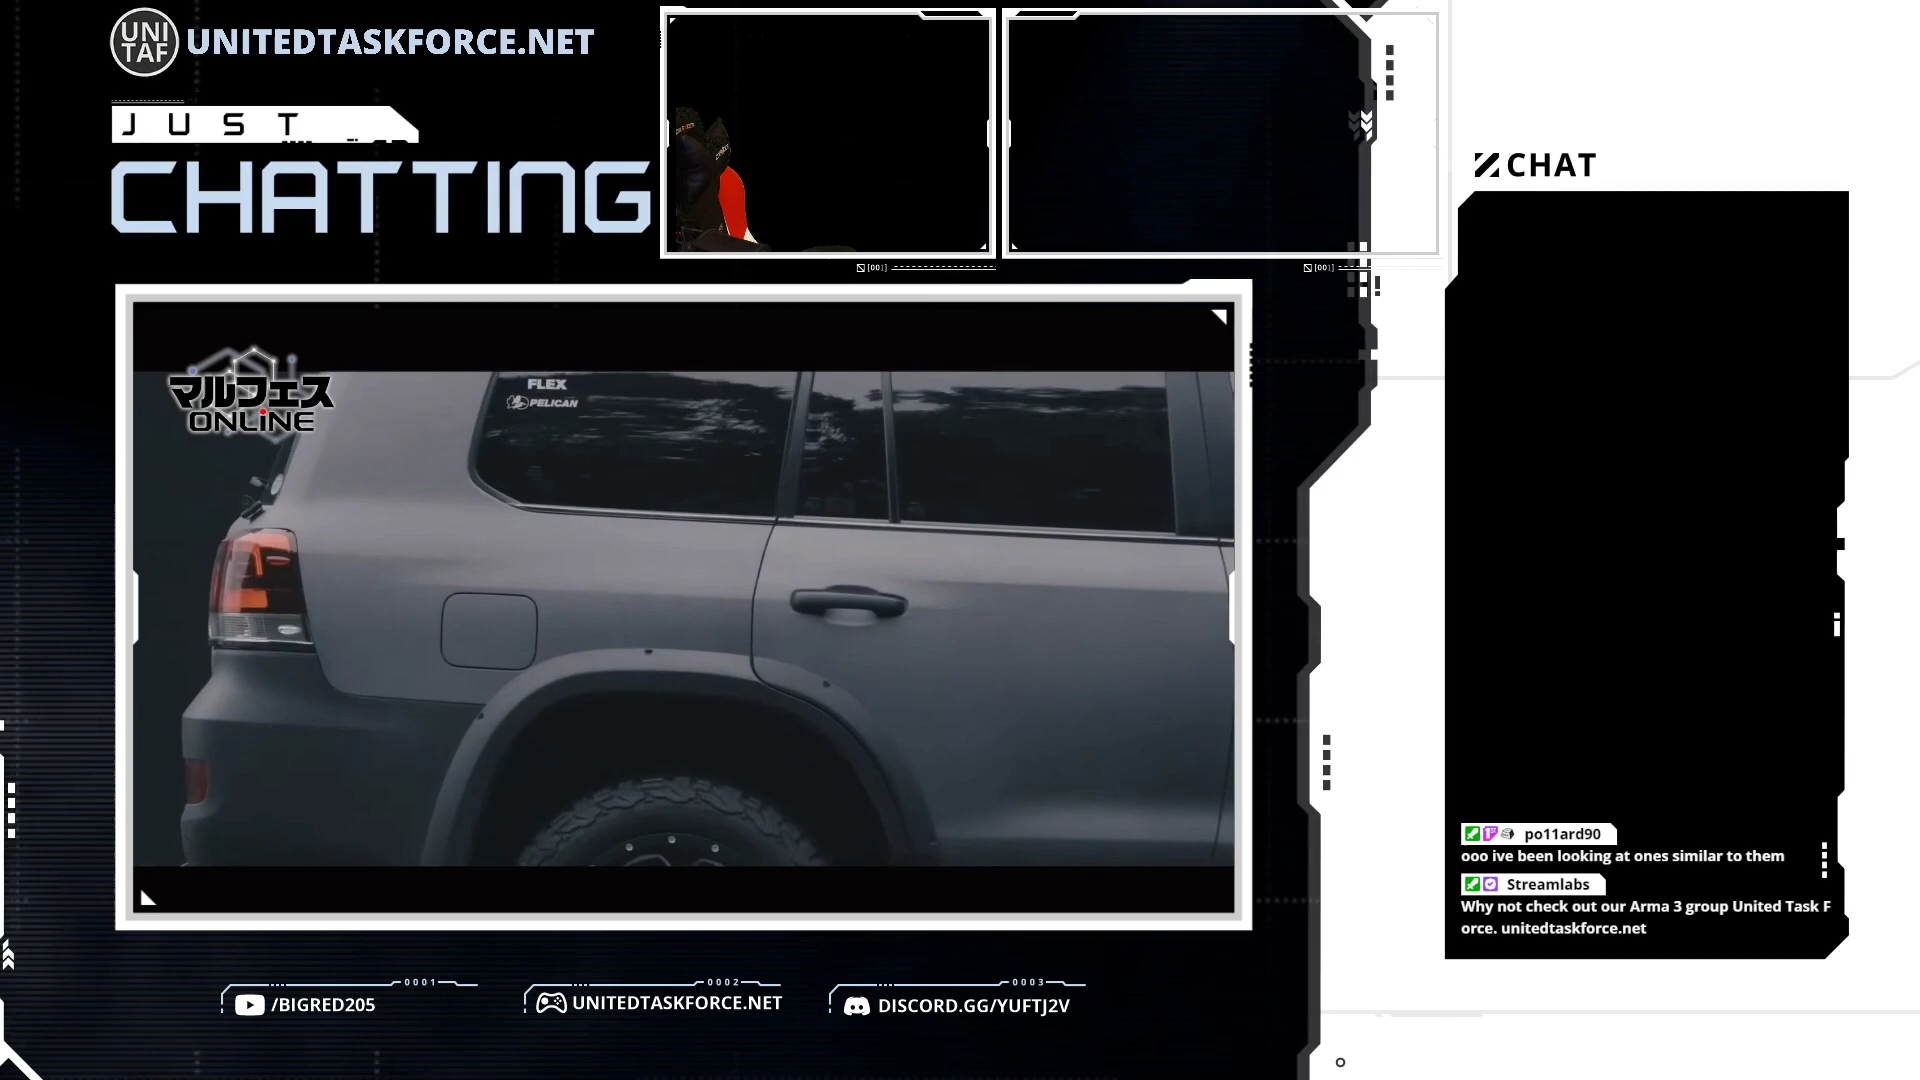 UNI
TAF
UNITEDTASKFORCE.NET
JUST
CHATTING
[001]
[001]
CHAT
マルフェス
ONLINE
FLEX
PELICAN
po11ard90
ooo ive been looking at ones similar to them
Streamlabs
Why not check out our Arma 3 group United Task F
orce. unitedtaskforce.net
0001
/BIGRED205
0002
UNITEDTASKFORCE.NET
0003
DISCORD.GG/YUFTJ2V